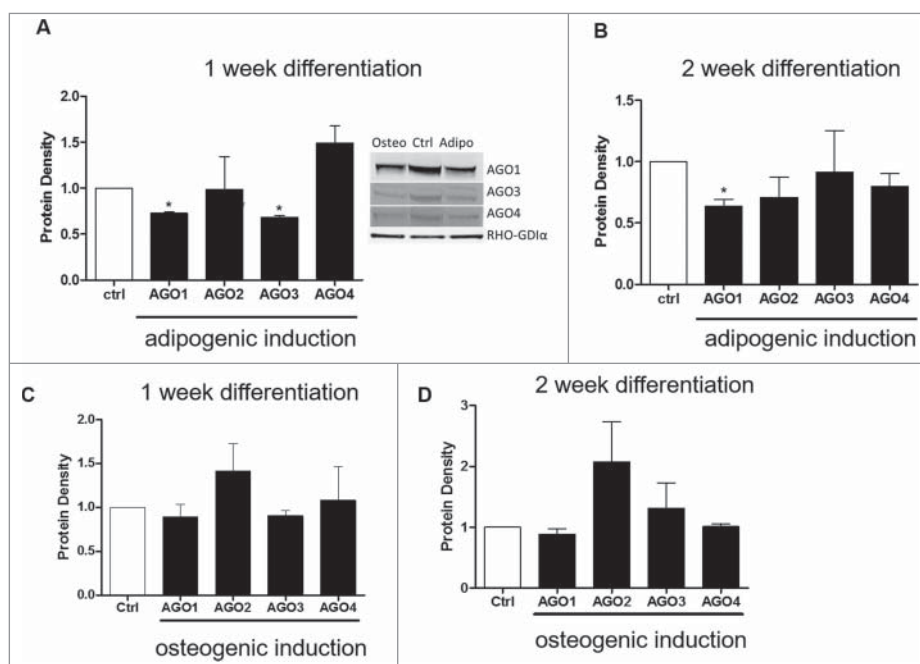 A
1 week differentiation
Protein Density
2.0
1.5
1.0
0.5
0.0
*
*
ctrl AGO1 AGO2 AGO3 AGO4
adipogenic induction
Osteo Ctrl Adipo
AGO1
AGO3
AGO4
RHO-GDIα
B
2 week differentiation
Protein Density
1.5
1.0
0.5
0.0
*
ctrl AGO1 AGO2 AGO3 AGO4
adipogenic induction
C
1 week differentiation
Protein Density
2.0
1.5
1.0
0.5
0.0
Ctrl AGO1 AGO2 AGO3 AGO4
osteogenic induction
D
2 week differentiation
Protein Density
3
2
1
0
Ctrl AGO1 AGO2 AGO3 AGO4
osteogenic induction